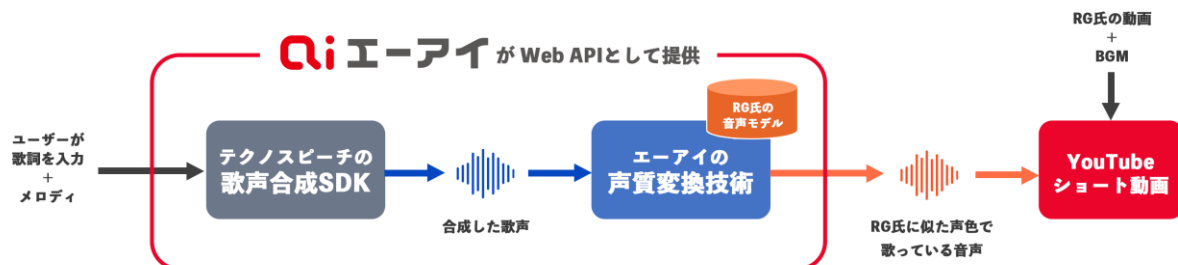 RG氏の動画
+
BGM
AiエーアイがWeb APIとして提供
RG氏の
音声モデル
ユーザーが
歌詞を入力
+
メロディ
テクノスピーチの
歌声合成SDK
合成した歌声
エーアイの
声質変換技術
RG氏に似た声色で
歌っている音声
YouTube
ショート動画